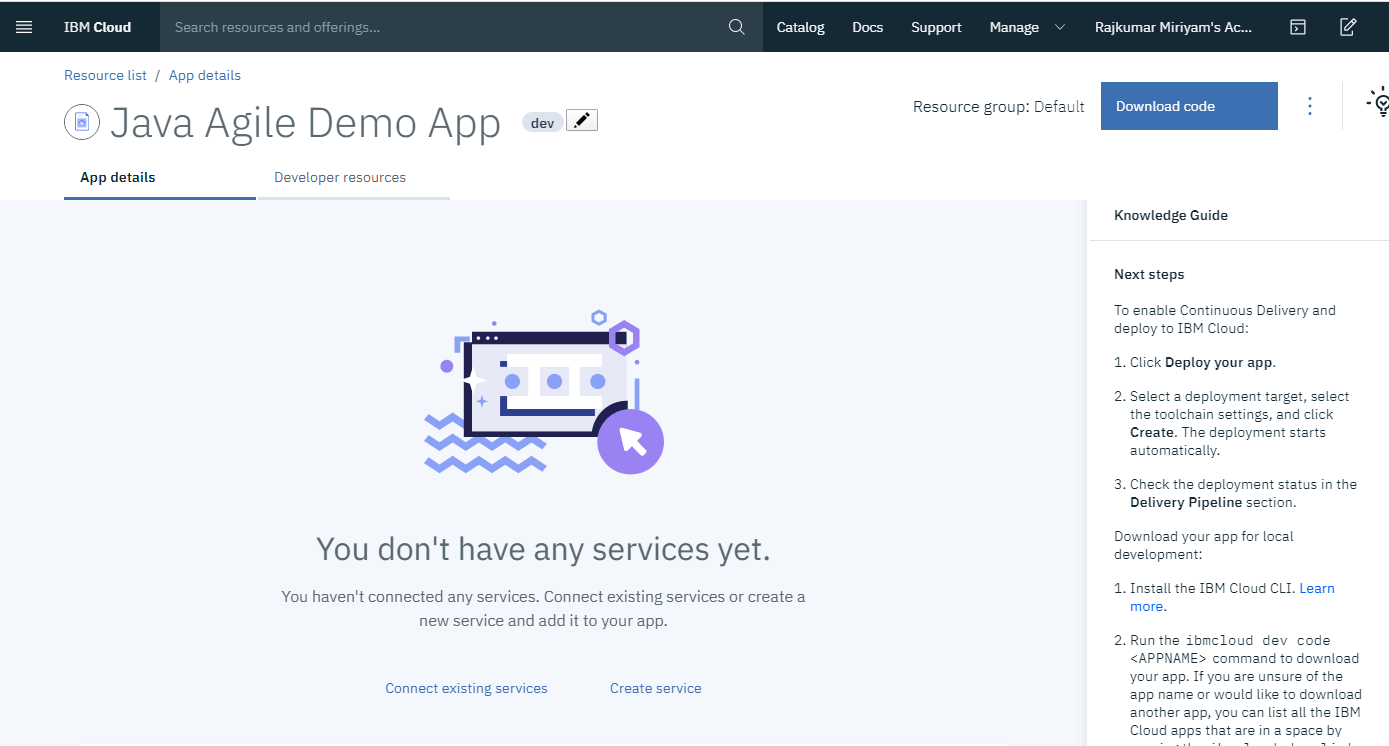 IBM Cloud
Search resources and offerings...
Catalog
Docs
Support
Manage
Rajkumar Miriyam's Ac...
Resource list / App details
Java Agile Demo App
dev
Resource group: Default
Download code
App details
Developer resources
You don't have any services yet.
You haven't connected any services. Connect existing services or create a
new service and add it to your app.
Connect existing services
Create service
Knowledge Guide
Next steps
To enable Continuous Delivery and
deploy to IBM Cloud:
1. Click Deploy your app.
2. Select a deployment target, select
the toolchain settings, and click
Create. The deployment starts
automatically.
3. Check the deployment status in the
Delivery Pipeline section.
Download your app for local
development:
1. Install the IBM Cloud CLI. Learn
more.
2. Run the ibmcloud dev code
<APPNAME> command to download
your app. If you are unsure of the
app name or would like to download
another app, you can list all the IBM
Cloud apps that are in a space by